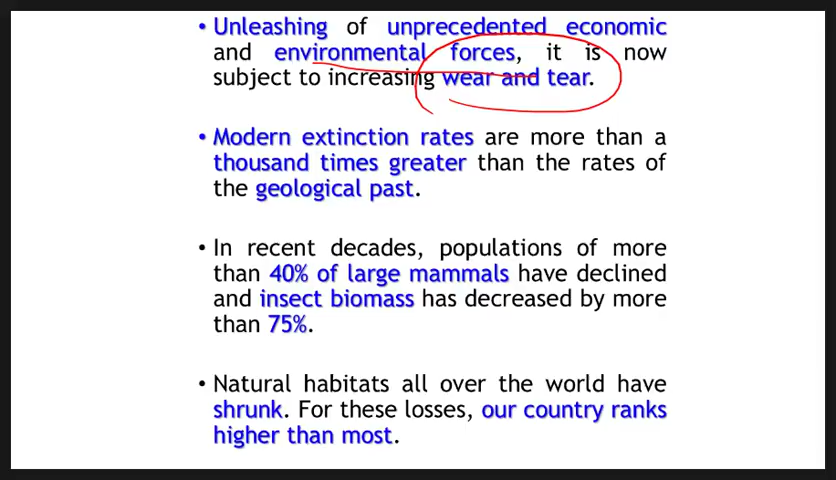 • Unleashing of unprecedented economic
and environmental forces, it is now
subject to increasing wear and tear.
• Modern extinction rates are more than a
thousand times greater than the rates of
the geological past.
• In recent decades, populations of more
than 40% of large mammals have declined
and insect biomass has decreased by more
than 75%.
• Natural habitats all over the world have
shrunk. For these losses, our country ranks
higher than most.